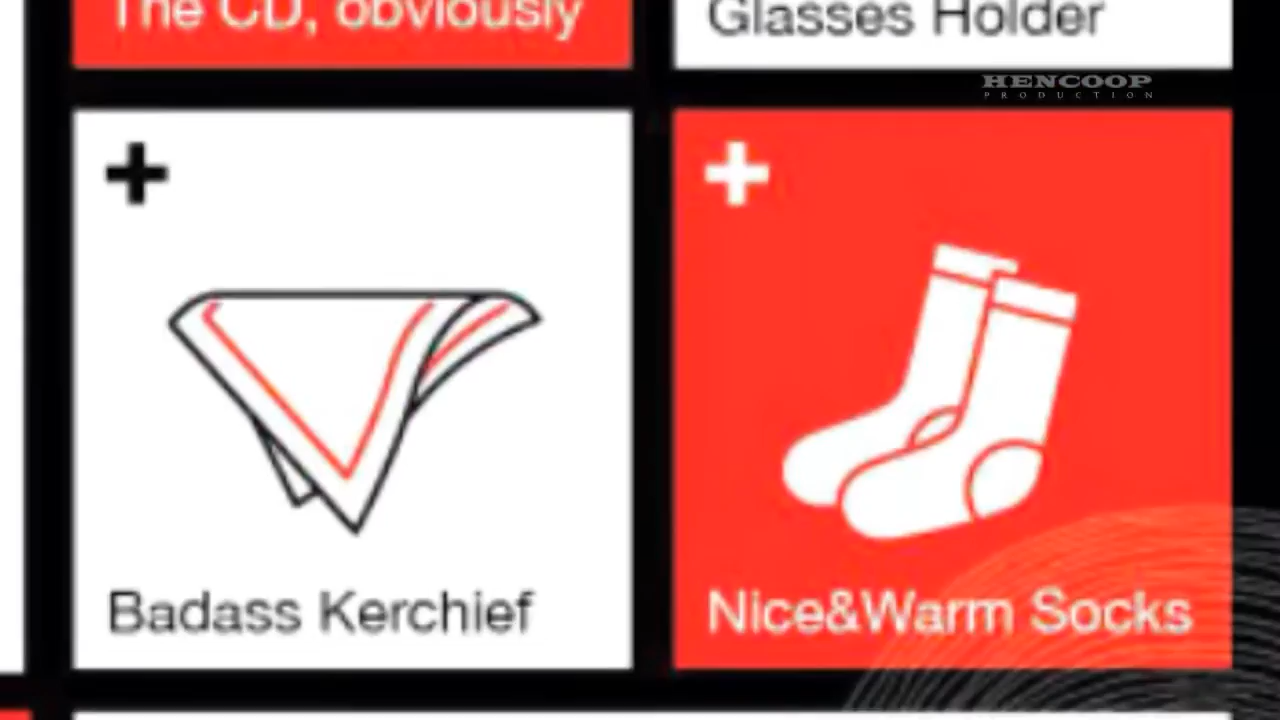 The CD, obviously
Glasses Holder
HENCOOP
PRODUCTION
+
Badass Kerchief
+
Nice&Warm Socks